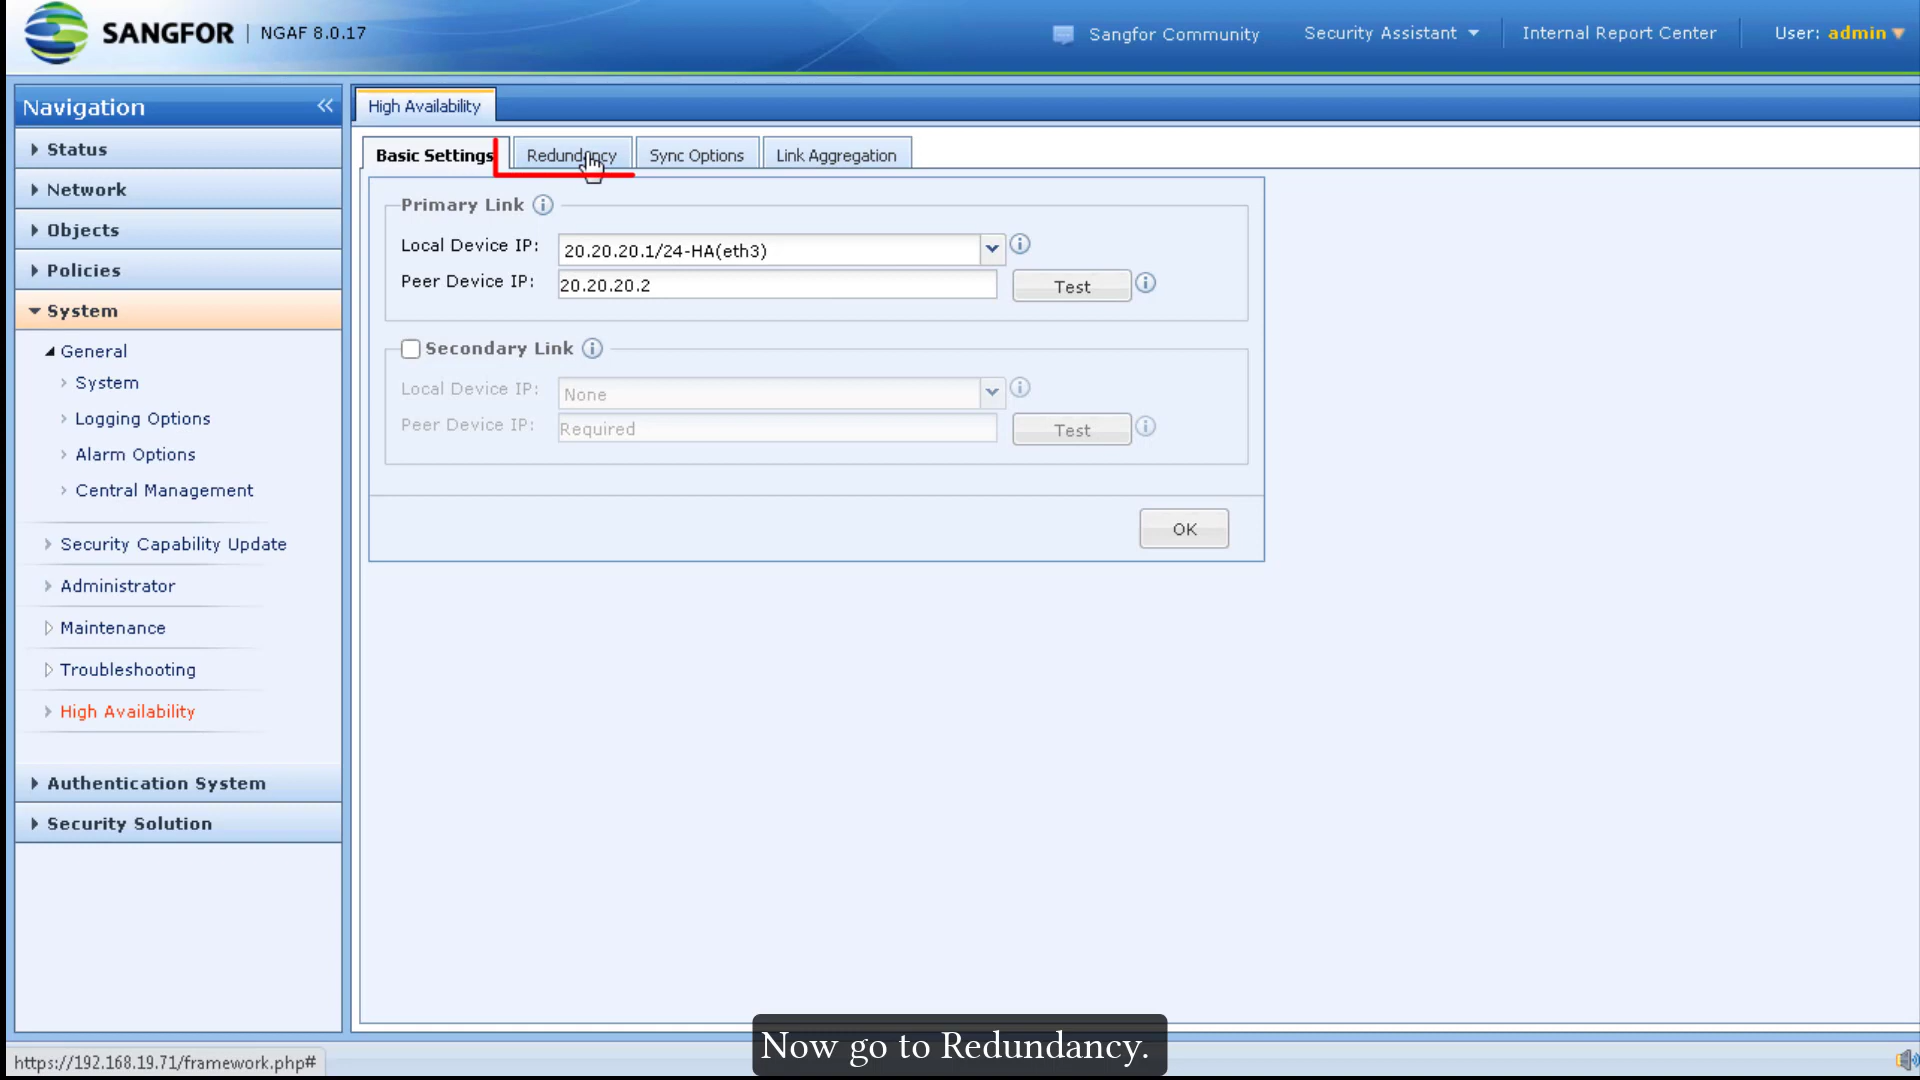 SANGFOR | NGAF 8.0.17
Sangfor Community
Security Assistant
Internal Report Center
User: admin
Navigation
Status
Network
Objects
Policies
System
General
System
Logging Options
Alarm Options
Central Management
Security Capability Update
Administrator
Maintenance
Troubleshooting
High Availability
Authentication System
Security Solution
High Availability
Basic Settings
Redundancy
Sync Options
Link Aggregation
Primary Link
Local Device IP: 20.20.20.1/24-HA(eth3)
Peer Device IP: 20.20.20.2 Test
Secondary Link
Local Device IP: None
Peer Device IP: Required Test
OK
Now go to Redundancy.
https://192.168.19.71/framework.php#